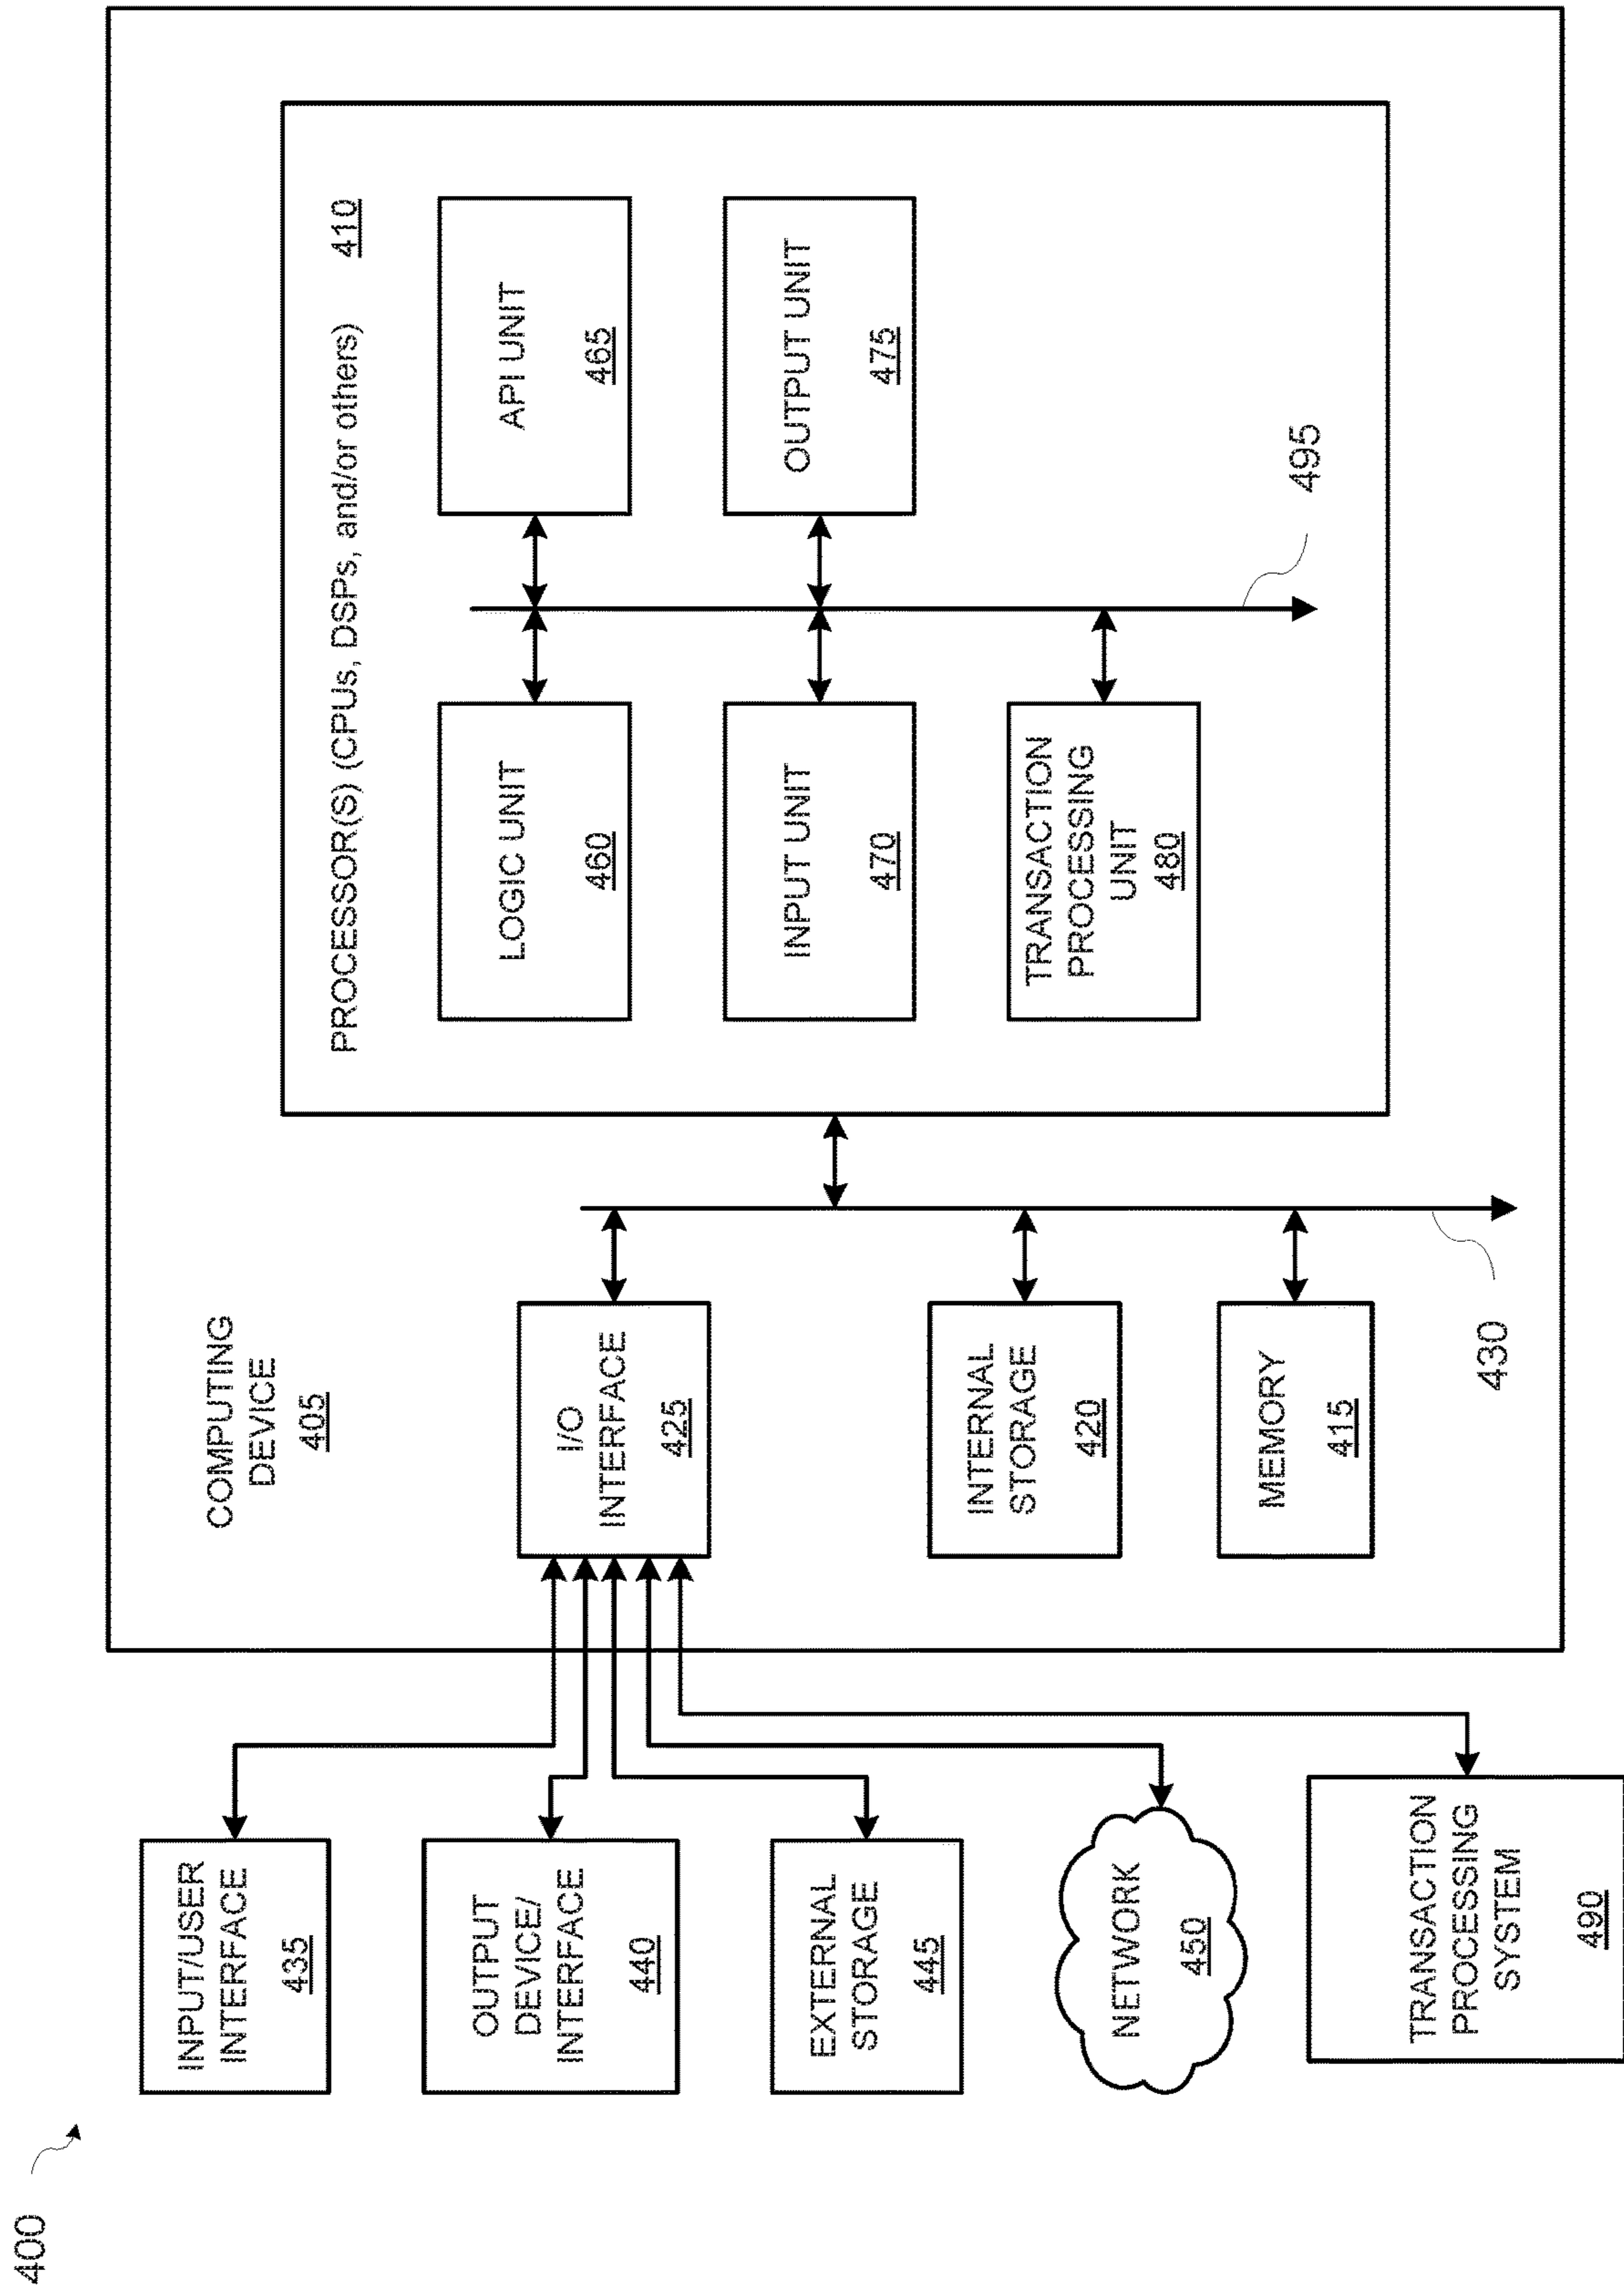 400
INPUT/USER
INTERFACE
435
OUTPUT
DEVICE/
INTERFACE
440
EXTERNAL
STORAGE
445
NETWORK
450
TRANSACTION
PROCESSING
SYSTEM
490
COMPUTING
DEVICE
405
I/O
INTERFACE
425
INTERNAL
STORAGE
420
MEMORY
415
430
PROCESSOR(S) (CPUs, DSPs, and/or others) 410
LOGIC UNIT
460
API UNIT
465
INPUT UNIT
470
OUTPUT UNIT
475
TRANSACTION
PROCESSING
UNIT
480
495